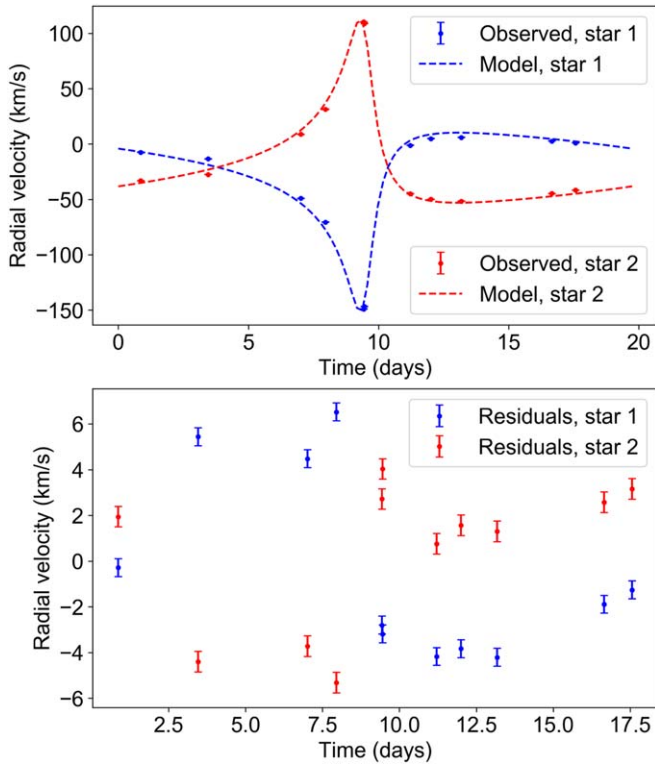 100
50
0
−50
−100
−150
Radial velocity (km/s)
Observed, star 1
Model, star 1
Observed, star 2
Model, star 2
0 5 10 15 20
Time (days)
6
4
2
0
−2
−4
−6
Radial velocity (km/s)
Residuals, star 1
Residuals, star 2
2.5 5.0 7.5 10.0 12.5 15.0 17.5
Time (days)